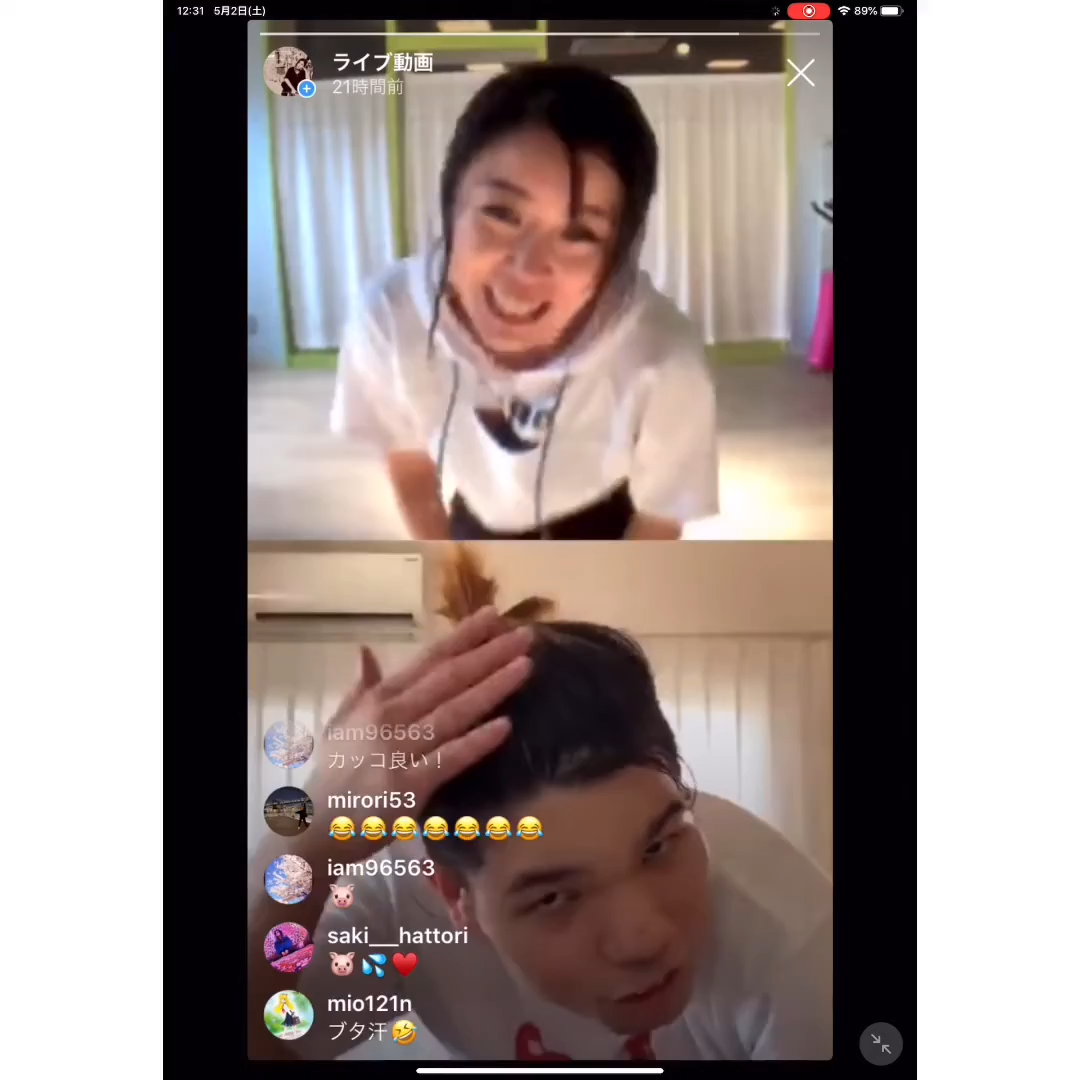 12:31 5月2日(土)
89%
ライブ動画
21時間前
iam96563
カッコ良い！
mirori53
😂😂😂😂😂😂😂
iam96563
🐷
saki___hattori
🐷💦♥️
mio121n
ブタ汗🤣